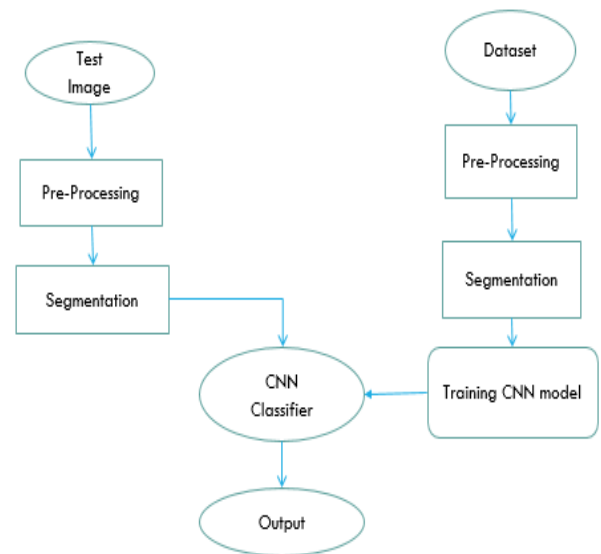 Test
Image
Dataset
Pre-Processing
Pre-Processing
Segmentation
Segmentation
CNN
Classifier
Training CNN model
Output